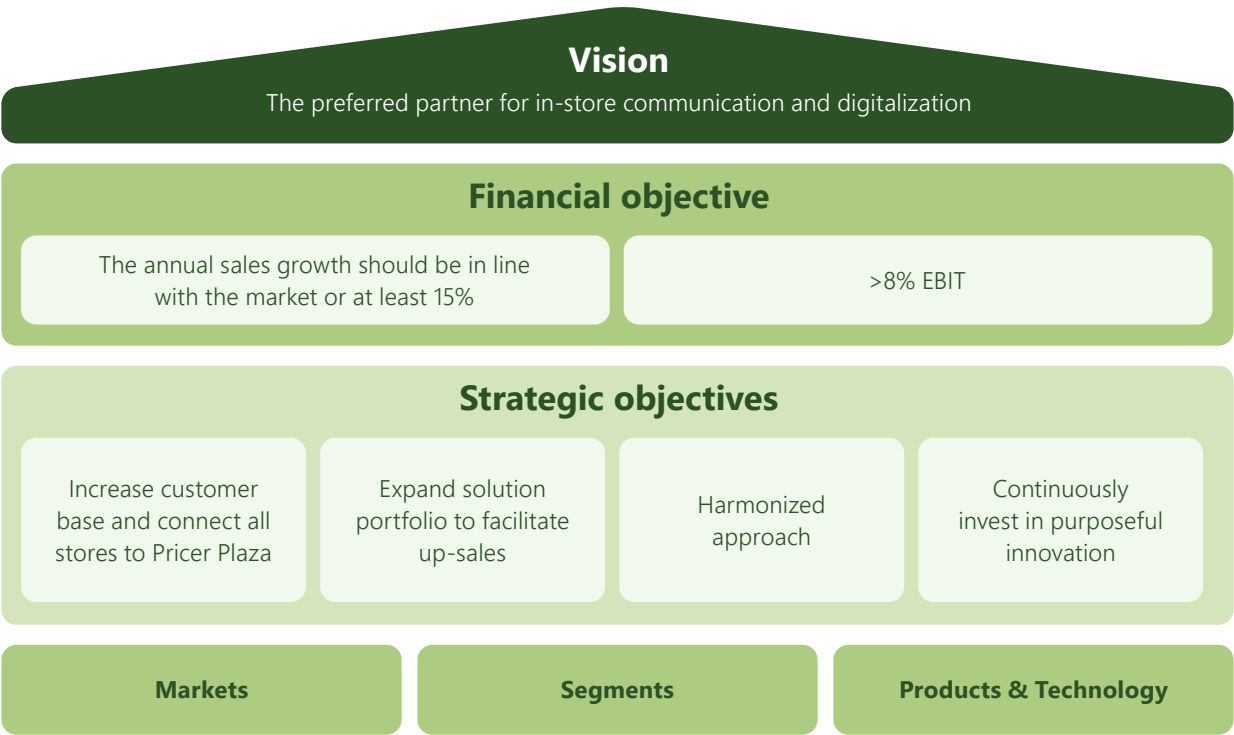 Vision
The preferred partner for in-store communication and digitalization
Financial objective
The annual sales growth should be in line
with the market or at least 15%
>8% EBIT
Strategic objectives
Increase customer
base and connect all
stores to Pricer Plaza
Expand solution
portfolio to facilitate
up-sales
Harmonized
approach
Continuously
invest in purposeful
innovation
Markets
Segments
Products & Technology